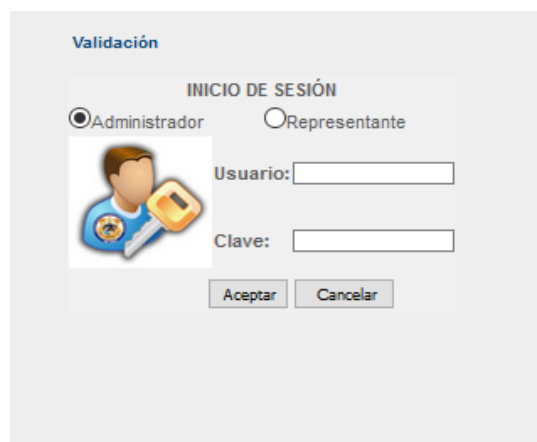 Validación
INICIO DE SESIÓN
Administrador Representante
Usuario:
Clave:
Aceptar Cancelar